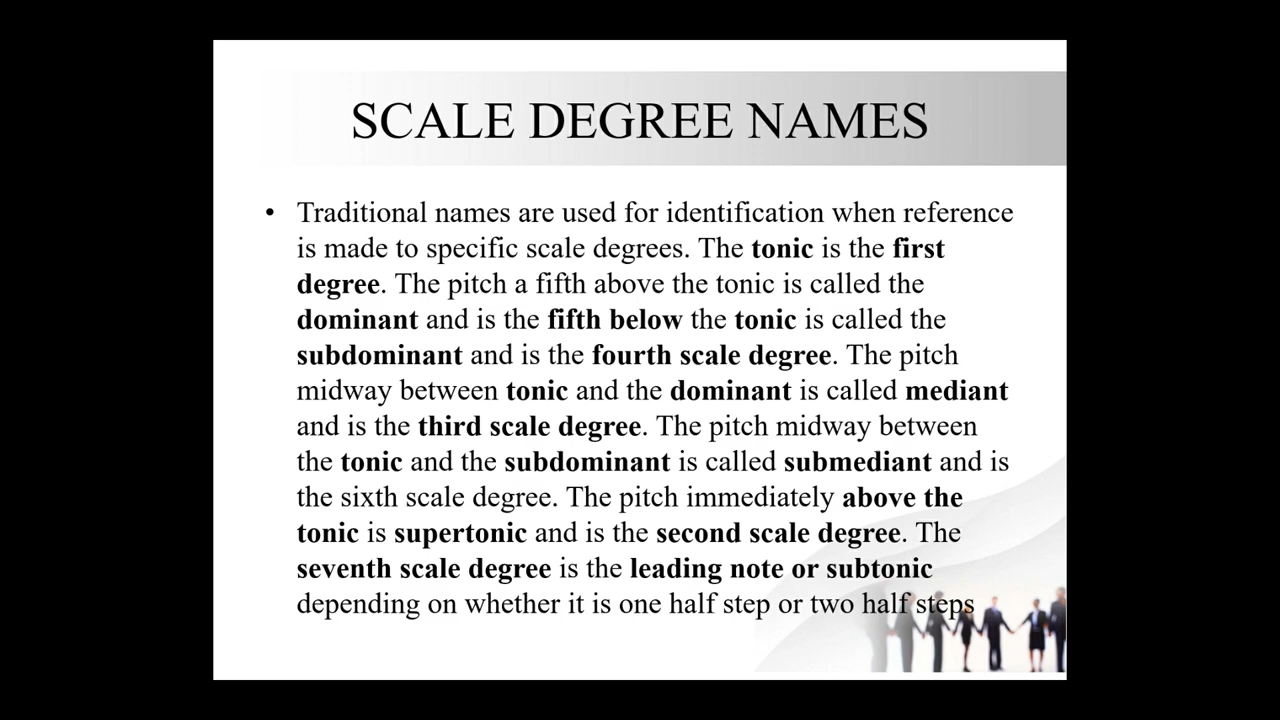 SCALE DEGREE NAMES
• Traditional names are used for identification when reference
is made to specific scale degrees. The tonic is the first
degree. The pitch a fifth above the tonic is called the
dominant and is the fifth below the tonic is called the
subdominant and is the fourth scale degree. The pitch
midway between tonic and the dominant is called mediant
and is the third scale degree. The pitch midway between
the tonic and the subdominant is called submediant and is
the sixth scale degree. The pitch immediately above the
tonic is supertonic and is the second scale degree. The
seventh scale degree is the leading note or subtonic
depending on whether it is one half step or two half steps